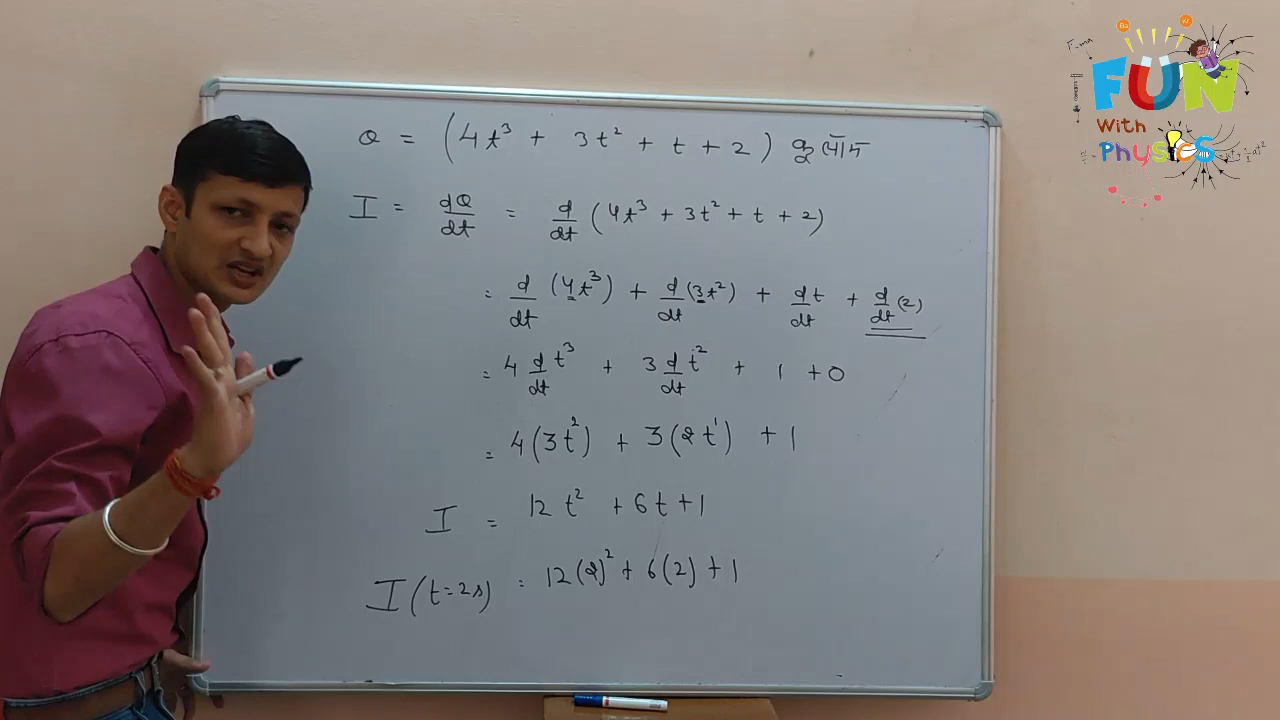 Q = (4t³ + 3t² + t + 2) कूलॉम
I = dQ/dt = d/dt (4t³ + 3t² + t + 2)
= d/dt (4t³) + d/dt (3t²) + d/dt t + d/dt (2)
= 4 d/dt t³ + 3 d/dt t² + 1 + 0
= 4(3t²) + 3(2t¹) + 1
I = 12t² + 6t + 1
I(t=2s) = 12(2)² + 6(2) + 1
FUN
With
Physics